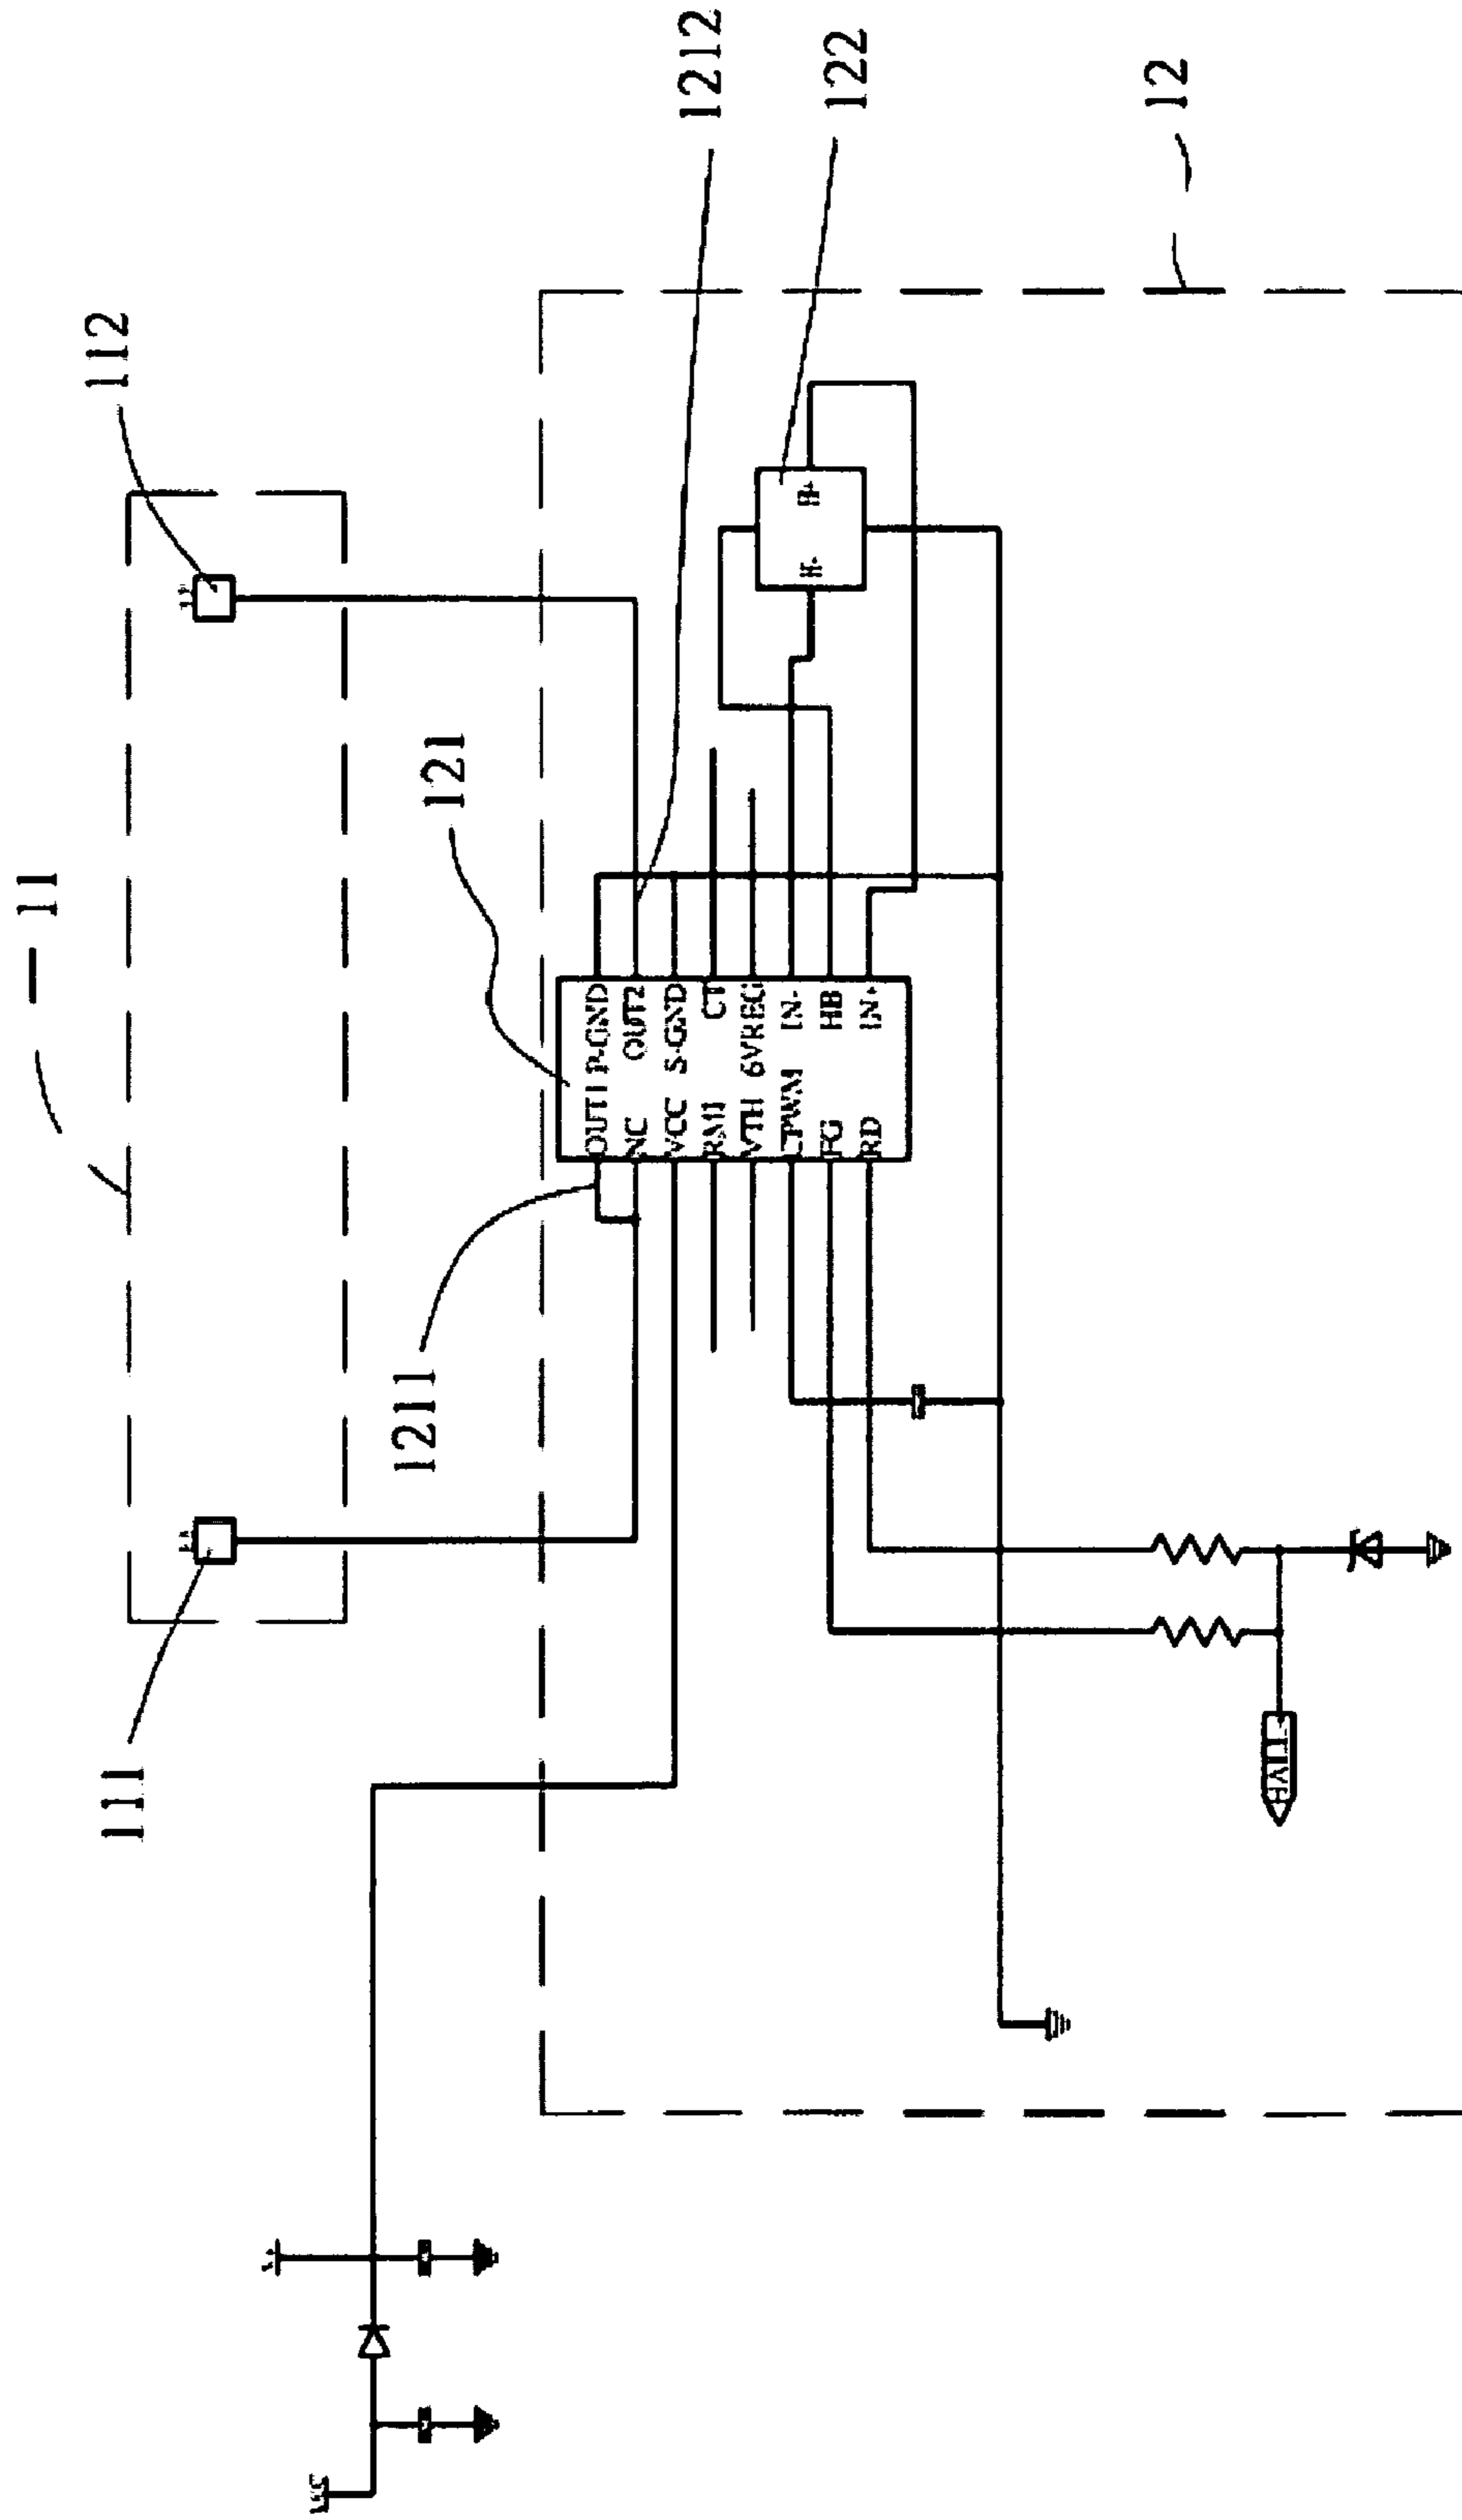 11
112
111
121
1211
1212
122
12
OUT1 P-GND
NC OUT2
VCC S-GND
RMI CT
VTH 6VREG
CPWM IN-
FG HB
RD IN+
H+
H-